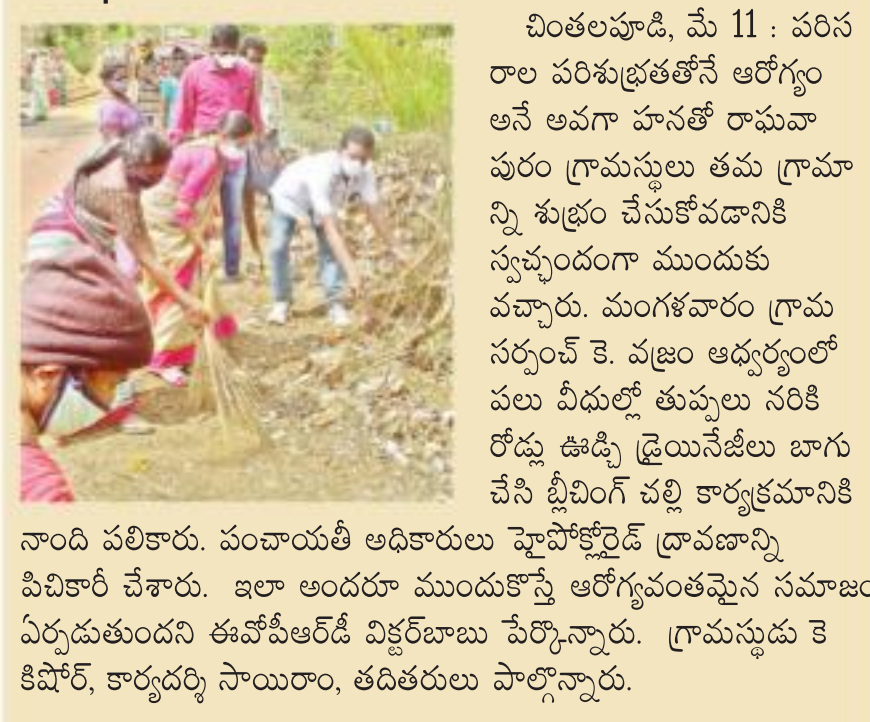 చింతలపూడి, మే 11 : పరిస
రాల పరిశుభ్రతతోనే ఆరోగ్యం
అనే అవగా హనతో రాఘవా
పురం గ్రామస్థులు తమ గ్రామా
న్ని శుభ్రం చేసుకోవడానికి
స్వచ్ఛందంగా ముందుకు
వచ్చారు. మంగళవారం గ్రామ
సర్పంచ్ కె. వజ్రం ఆధ్వర్యంలో
పలు వీధుల్లో తుప్పలు నరికి
రోడ్లు ఊడ్చి డ్రైయినేజీలు బాగు
చేసి బ్లీచింగ్ చల్లి కార్యక్రమానికి
నాంది పలికారు. పంచాయతీ అధికారులు హైపోక్లోరైడ్ ద్రావణాన్ని
పిచికారీ చేశారు. ఇలా అందరూ ముందుకొస్తే ఆరోగ్యవంతమైన సమాజం
ఏర్పడుతుందని ఈవోపీఆర్‌డీ విక్టర్‌బాబు పేర్కొన్నారు. గ్రామస్థుడు కె
కిషోర్, కార్యదర్శి సాయిరాం, తదితరులు పాల్గొన్నారు.